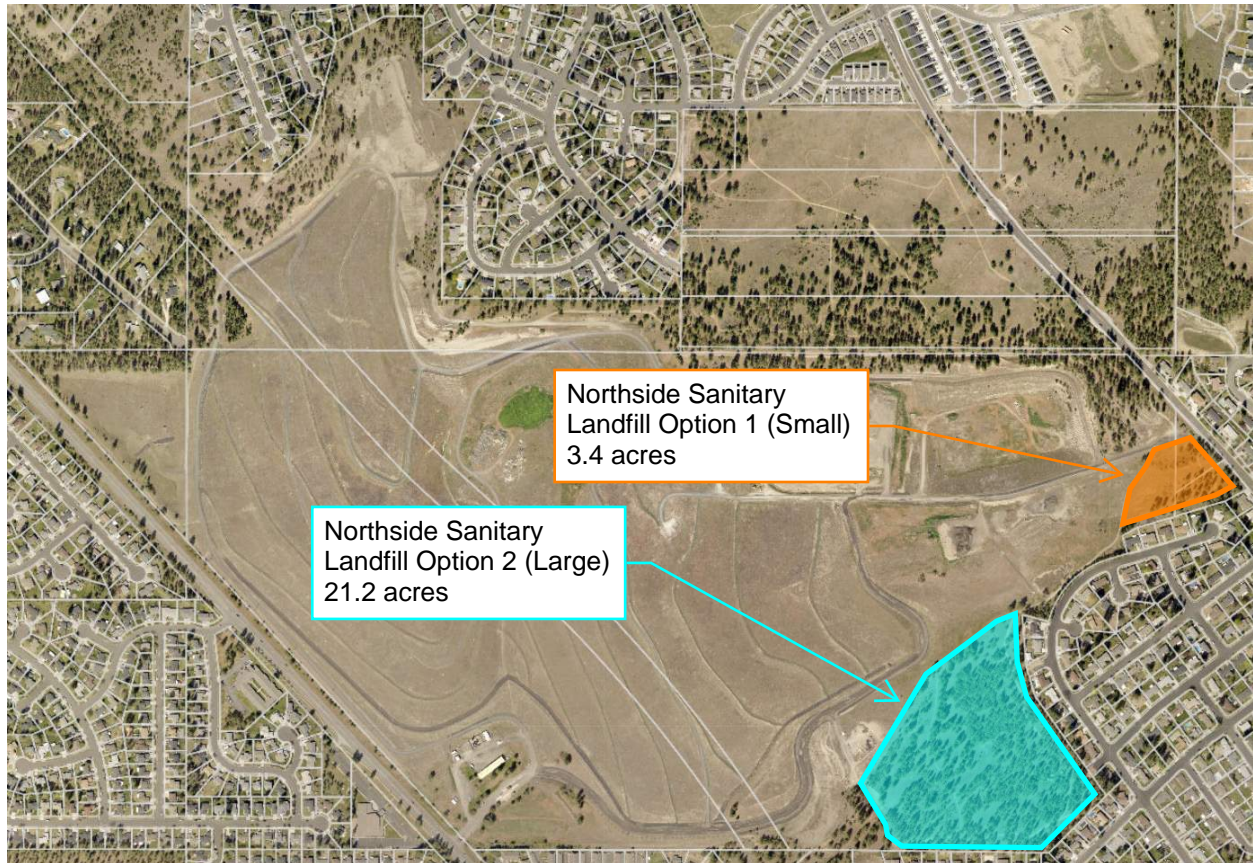 Northside Sanitary
Landfill Option 1 (Small)
3.4 acres
Northside Sanitary
Landfill Option 2 (Large)
21.2 acres